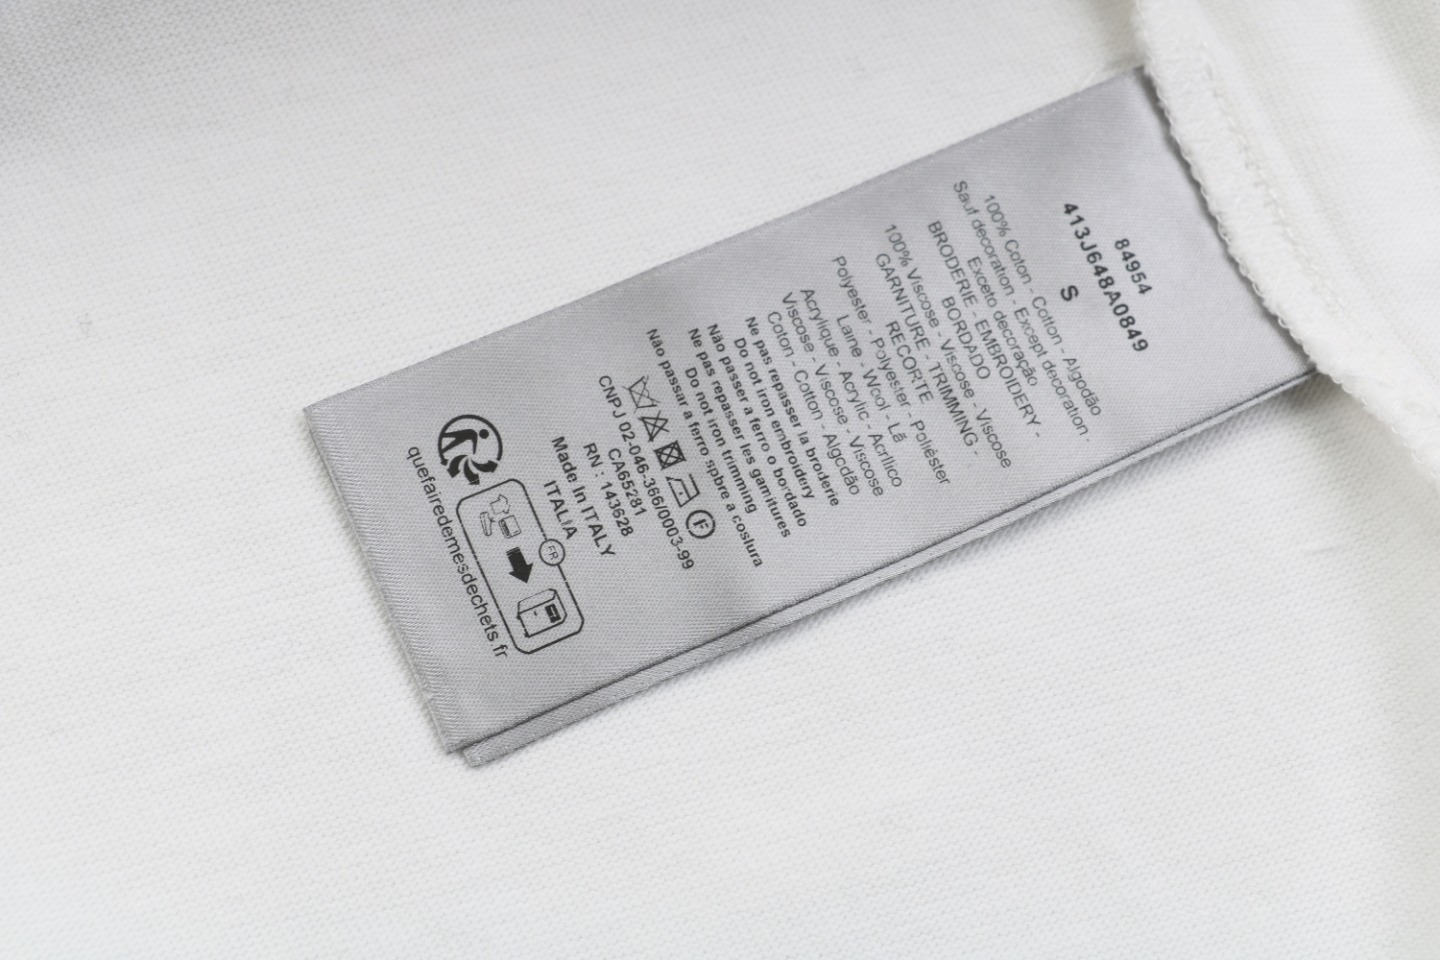 84954
413J648A0849
S
100% Coton - Cotton - Algodão
Sauf decoration - Except decoration -
Exceto decoração
BRODERIE - EMBROIDERY -
BORDADO
100% Viscose - Viscose - Viscose
GARNITURE - TRIMMING -
RECORTE
Polyester - Polyester - Poliéster
Laine - Wool - Lã
Acrylique - Acrylic - Acrílico
Viscose - Viscose - Viscose
Coton - Cotton - Algodão
Ne pas repasser la broderie
Do not iron embroidery
Não passer a ferro o bordado
Ne pas repasser les garnitures
Do not iron trimming
Não passar a ferro sobre a costura
F
CNPJ 02-046-366/0003-99
CA65281
RN : 143628
Made In ITALY
ITALIA
FR
quefairedemesdechets.fr